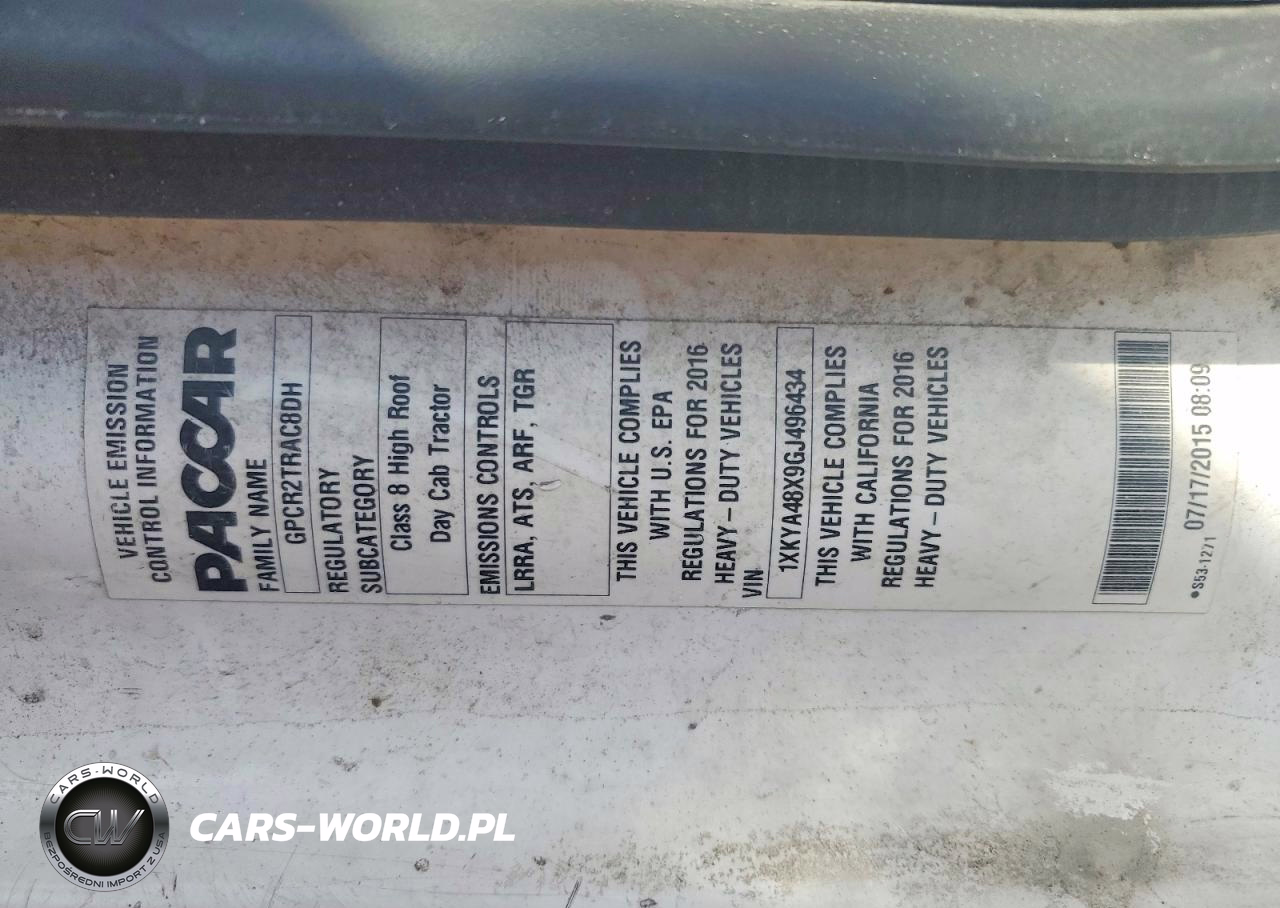 VEHICLE EMISSION
CONTROL INFORMATION
PACCAR
FAMILY NAME
GPCR2TRAC8DH
REGULATORY
SUBCATEGORY
Class 8 High Roof
Day Cab Tractor
EMISSIONS CONTROLS
LRRA, ATS, ARF, TGR
THIS VEHICLE COMPLIES
WITH U.S. EPA
REGULATIONS FOR 2016
HEAVY – DUTY VEHICLES
VIN
1XKYA48X9GJ496434
THIS VEHICLE COMPLIES
WITH CALIFORNIA
REGULATIONS FOR 2016
HEAVY – DUTY VEHICLES
07/17/2015 08:09
•S53-1271
CARS-WORLD
CW
BEZPOŚREDNI IMPORT Z USA
CARS-WORLD.PL